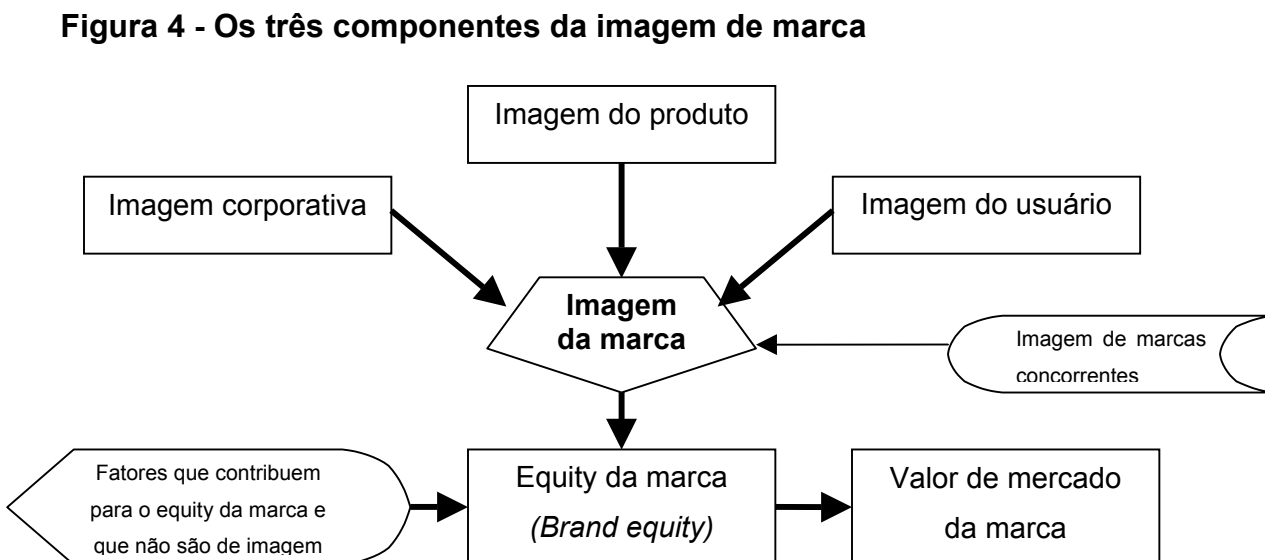 Figura 4 - Os três componentes da imagem de marca
Imagem do produto
Imagem corporativa
Imagem do usuário
Imagem
da marca
Imagem de marcas
concorrentes
Fatores que contribuem
para o equity da marca e
que não são de imagem
Equity da marca
(Brand equity)
Valor de mercado
da marca